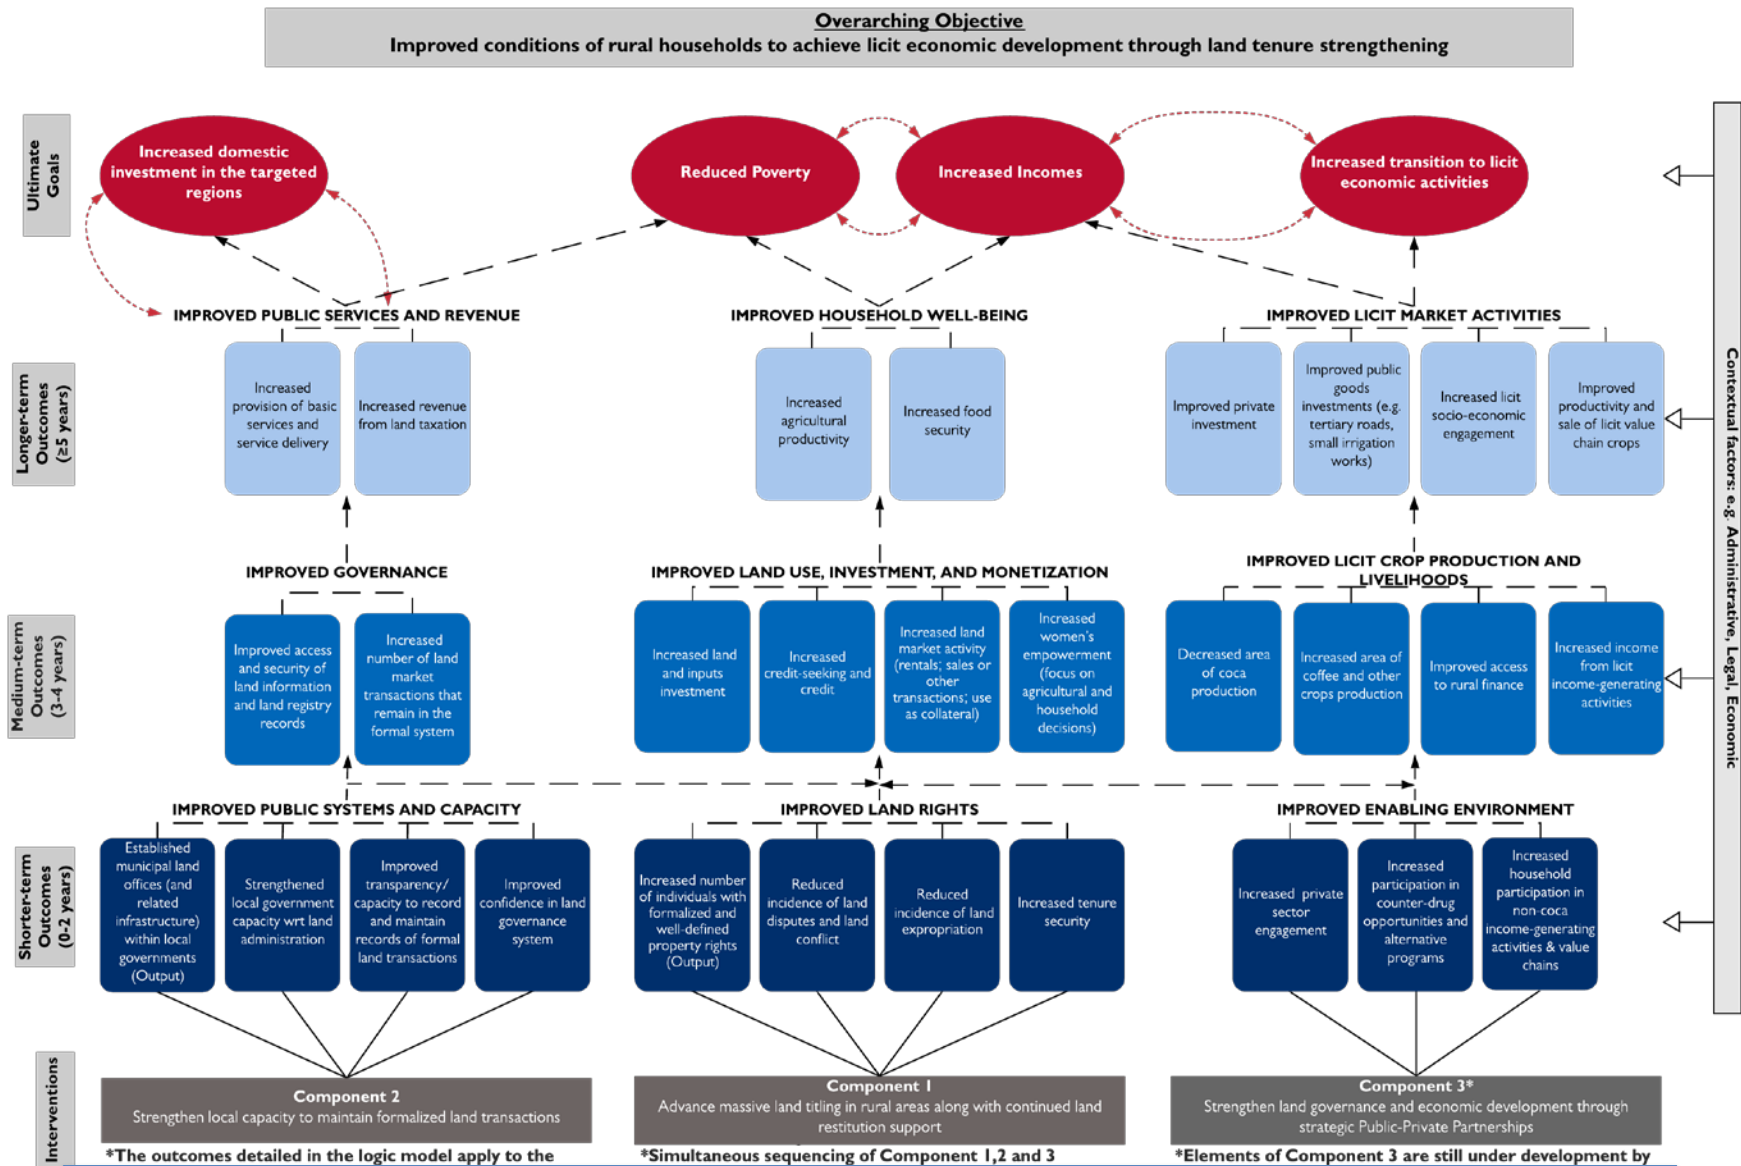 Overarching Objective
Improved conditions of rural households to achieve licit economic development through land tenure strengthening
Ultimate
Goals
Increased domestic
investment in the targeted
regions
Reduced Poverty
Increased Incomes
Increased transition to licit
economic activities
Contextual factors: e.g. Administrative, Legal, Economic
Longer-term
Outcomes
(≥5 years)
IMPROVED PUBLIC SERVICES AND REVENUE
Increased
provision of basic
services and
service delivery
Increased revenue
from land taxation
IMPROVED HOUSEHOLD WELL-BEING
Increased
agricultural
productivity
Increased food
security
IMPROVED LICIT MARKET ACTIVITIES
Improved private
investment
Improved public
goods
investments (e.g.
tertiary roads,
small irrigation
works)
Increased licit
socio-economic
engagement
Improved
productivity and
sale of licit value
chain crops
Medium-term
Outcomes
(3-4 years)
IMPROVED GOVERNANCE
Improved access
and security of
land information
and land registry
records
Increased
number of land
market
transactions that
remain in the
formal system
IMPROVED LAND USE, INVESTMENT, AND MONETIZATION
Increased land
and inputs
investment
Increased
credit-seeking and
credit
Increased land
market activity
(rentals; sales or
other
transactions; use
as collateral)
Increased
women's
empowerment
(focus on
agricultural and
household
decisions)
IMPROVED LICIT CROP PRODUCTION AND
LIVELIHOODS
Decreased area
of coca
production
Increased area of
coffee and other
crops production
Improved access
to rural finance
Increased income
from licit
income-generating
activities
Shorter-term
Outcomes
(0-2 years)
IMPROVED PUBLIC SYSTEMS AND CAPACITY
Established
municipal land
offices (and
related
infrastructure)
within local
governments
(Output)
Strengthened
local government
capacity wrt land
administration
Improved
transparency/
capacity to record
and maintain
records of formal
land transactions
Improved
confidence in land
governance
system
IMPROVED LAND RIGHTS
Increased number
of individuals with
formalized and
well-defined
property rights
(Output)
Reduced
incidence of land
disputes and land
conflict
Reduced
incidence of land
expropriation
Increased tenure
security
IMPROVED ENABLING ENVIRONMENT
Increased private
sector
engagement
Increased
participation in
counter-drug
opportunities and
alternative
programs
Increased
household
participation in
non-coca
income-generating
activities & value
chains
Interventions
Component 2
Strengthen local capacity to maintain formalized land transactions
Component 1
Advance massive land titling in rural areas along with continued land
restitution support
Component 3*
Strengthen land governance and economic development through
strategic Public-Private Partnerships
*The outcomes detailed in the logic model apply to the
*Simultaneous sequencing of Component 1,2 and 3
*Elements of Component 3 are still under development by